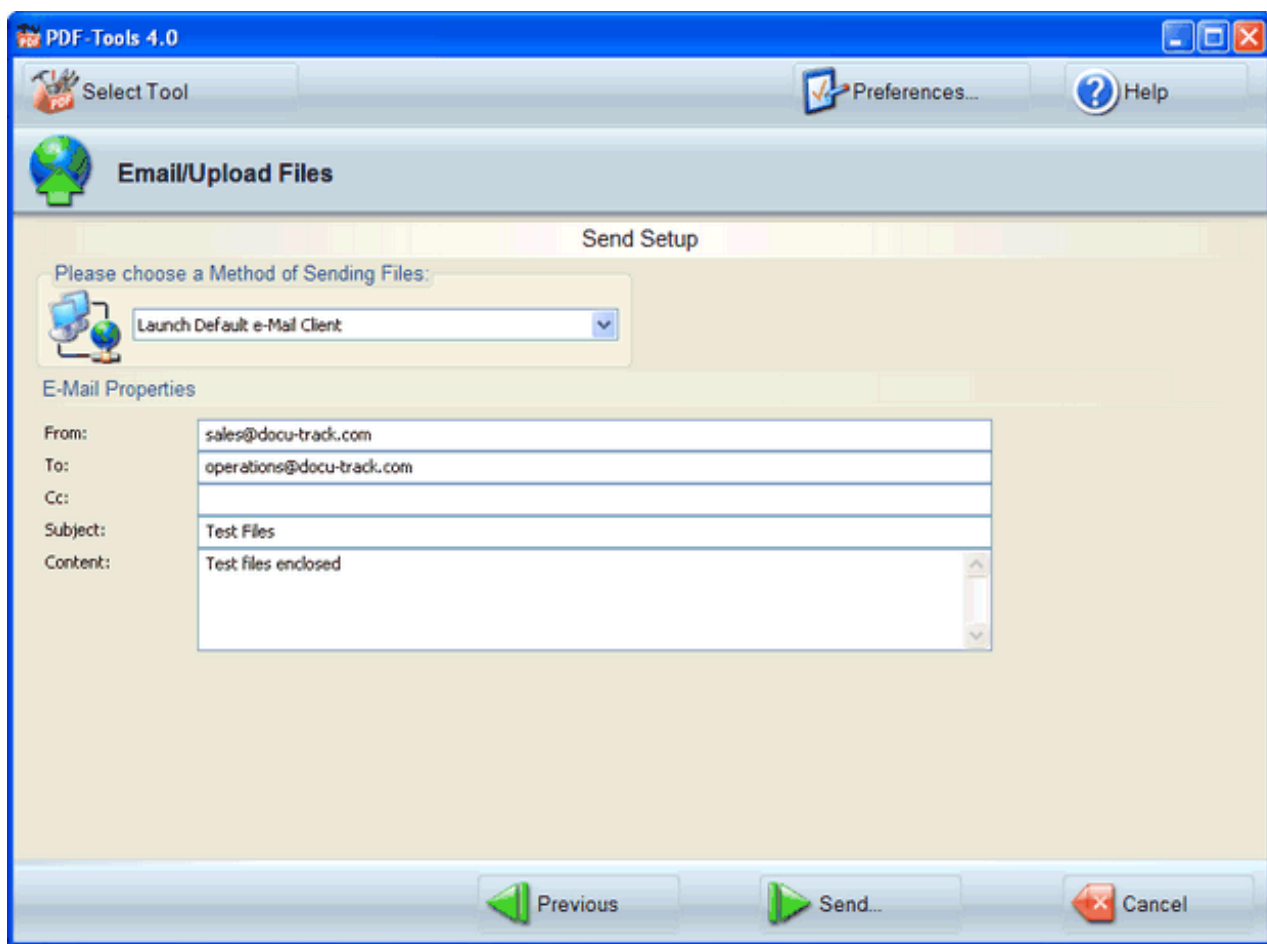 PDF-Tools 4.0
Select Tool
Preferences...
Help
Email/Upload Files
Send Setup
Please choose a Method of Sending Files:
Launch Default e-Mail Client
E-Mail Properties
From: sales@docu-track.com
To: operations@docu-track.com
Cc:
Subject: Test Files
Content: Test files enclosed
Previous
Send...
Cancel